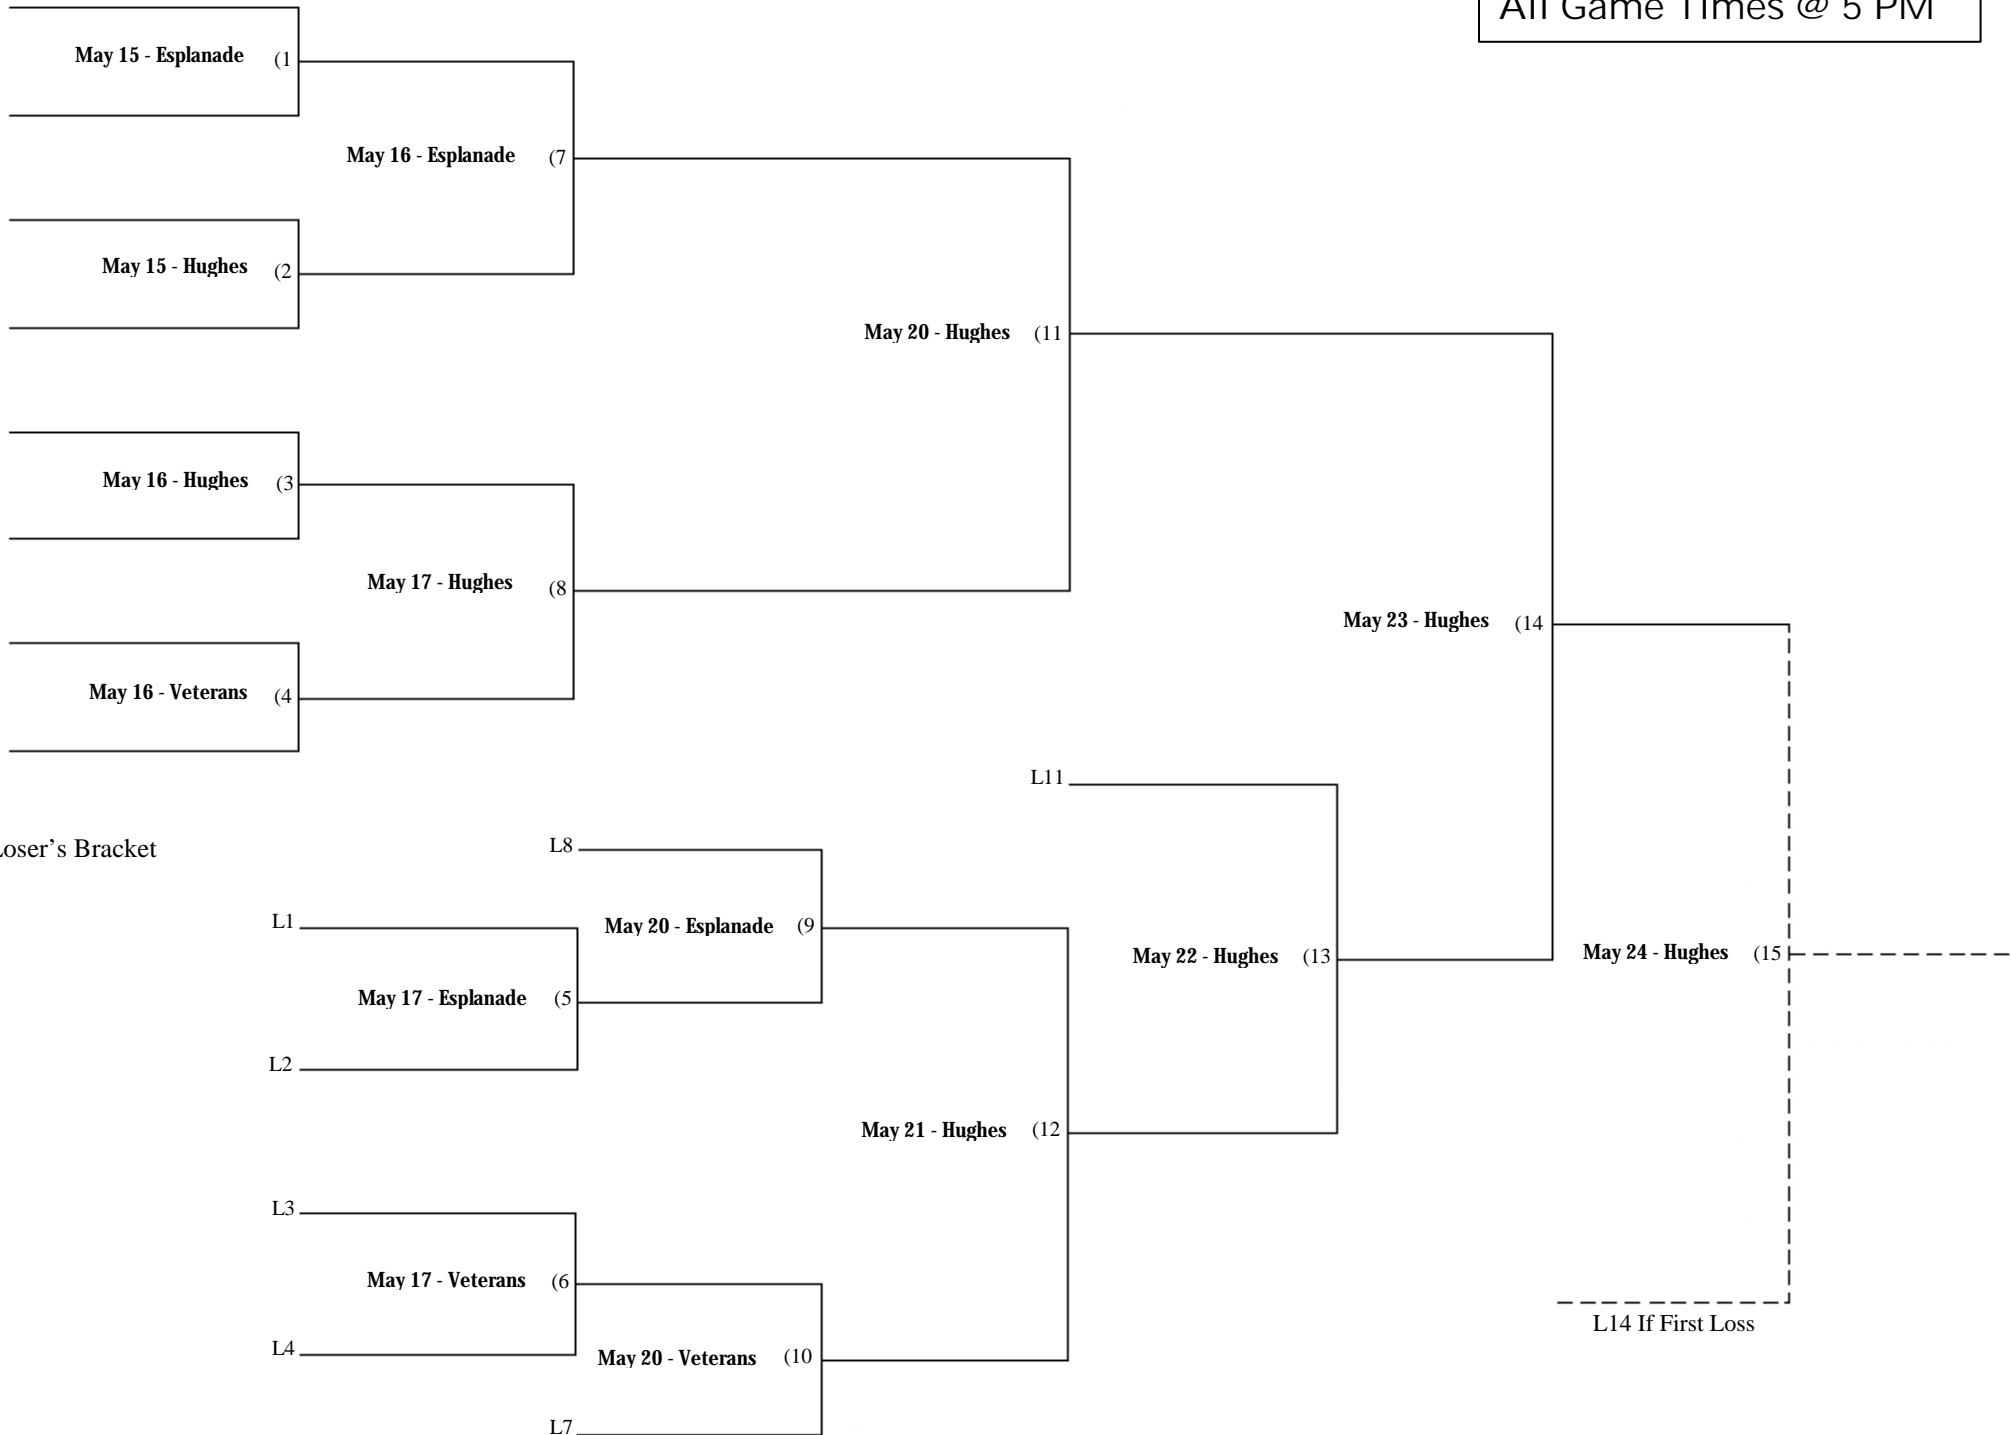 All Game Times @ 5 PM
May 15 - Esplanade (1
May 16 - Esplanade (7
May 15 - Hughes (2
May 20 - Hughes (11
May 16 - Hughes (3
May 17 - Hughes (8
May 23 - Hughes (14
May 16 - Veterans (4
L11
Loser's Bracket
L8
L1
May 20 - Esplanade (9
May 22 - Hughes (13
May 24 - Hughes (15
May 17 - Esplanade (5
L2
May 21 - Hughes (12
L3
May 17 - Veterans (6
L14 If First Loss
L4
May 20 - Veterans (10
L7